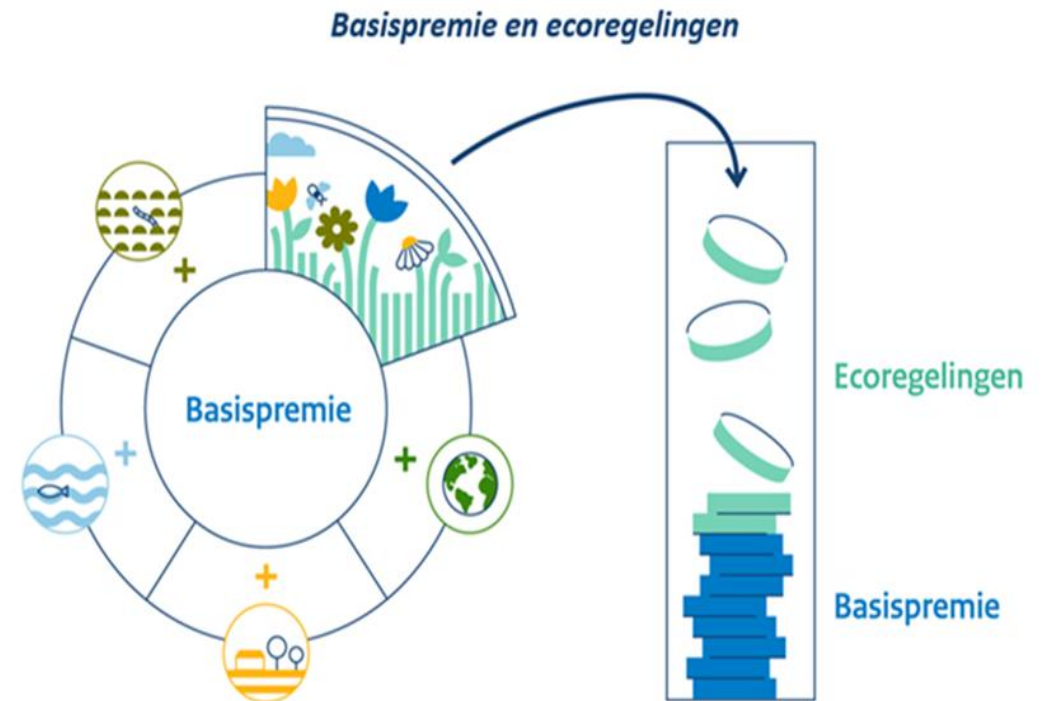 Basispremie en ecoregelingen
+
Basispremie
+
+
+
Ecoregelingen
Basispremie